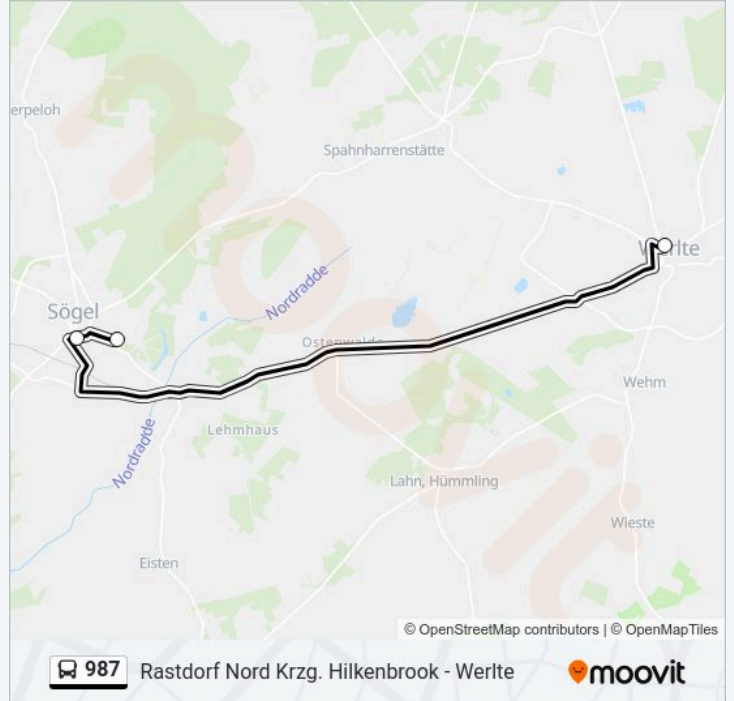 erpeloh
Spahnharrenstätte
Werlte
Nordradde
Sögel
Ostenwalde
Wehm
Lehmhaus
Nordradde
Lahn, Hümmling
Wieste
Eisten
© OpenStreetMap contributors | © OpenMapTiles
987 Rastdorf Nord Krzg. Hilkenbrook - Werlte
moovit